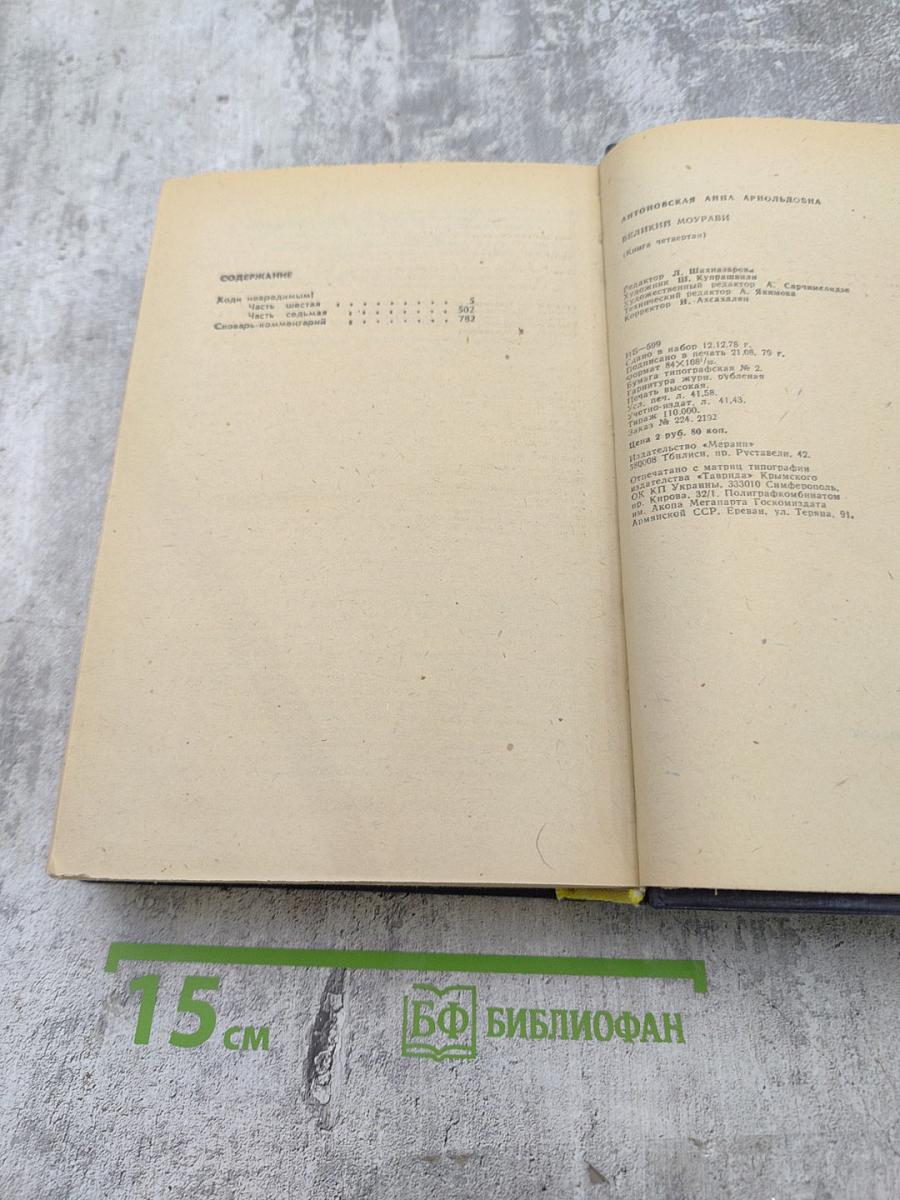 СОДЕРЖАНИЕ
Ходи невредимым!
Часть шестая . . . . . . . . 5
Часть седьмая . . . . . . . 502
Словарь-комментарий . . . . . . . 782
АНТОНОВСКАЯ АННА АРНОЛЬДОВНА
ВЕЛИКИЙ МОУРАВИ
(Книга четвертая)
Редактор Л. Шахназарова
Художник Ш. Купрашвили
Художественный редактор А. Сарчимелидзе
Технический редактор А. Якимова
Корректор И.
ИБ—599
Сдано в набор 12.12.78 г.
Подписано в печать 21.08. 79 г.
Формат 84×108¹/₃₂
Бумага типографская № 2.
Гарнитура журн. рубленая
Печать высокая.
Усл. печ. л. 41,58.
Учетно-издат. л. 41,43.
Тираж 110.000.
Заказ № 224. 2192
Цена 2 руб. 80 коп.
Издательство «Мерани»
380008 Тбилиси, пр. Руставели, 42.
Отпечатано с матриц типографии
издательства «Таврида» Крымского
ОК КП Украины, 333010 Симферополь,
пр. Кирова, 32/1. Полиграфкомбинатом
им. Акопа Мегапарта Госкомиздата
Армянской ССР, Ереван, ул. Теряна, 91.
15 см
БФ БИБЛИОФАН